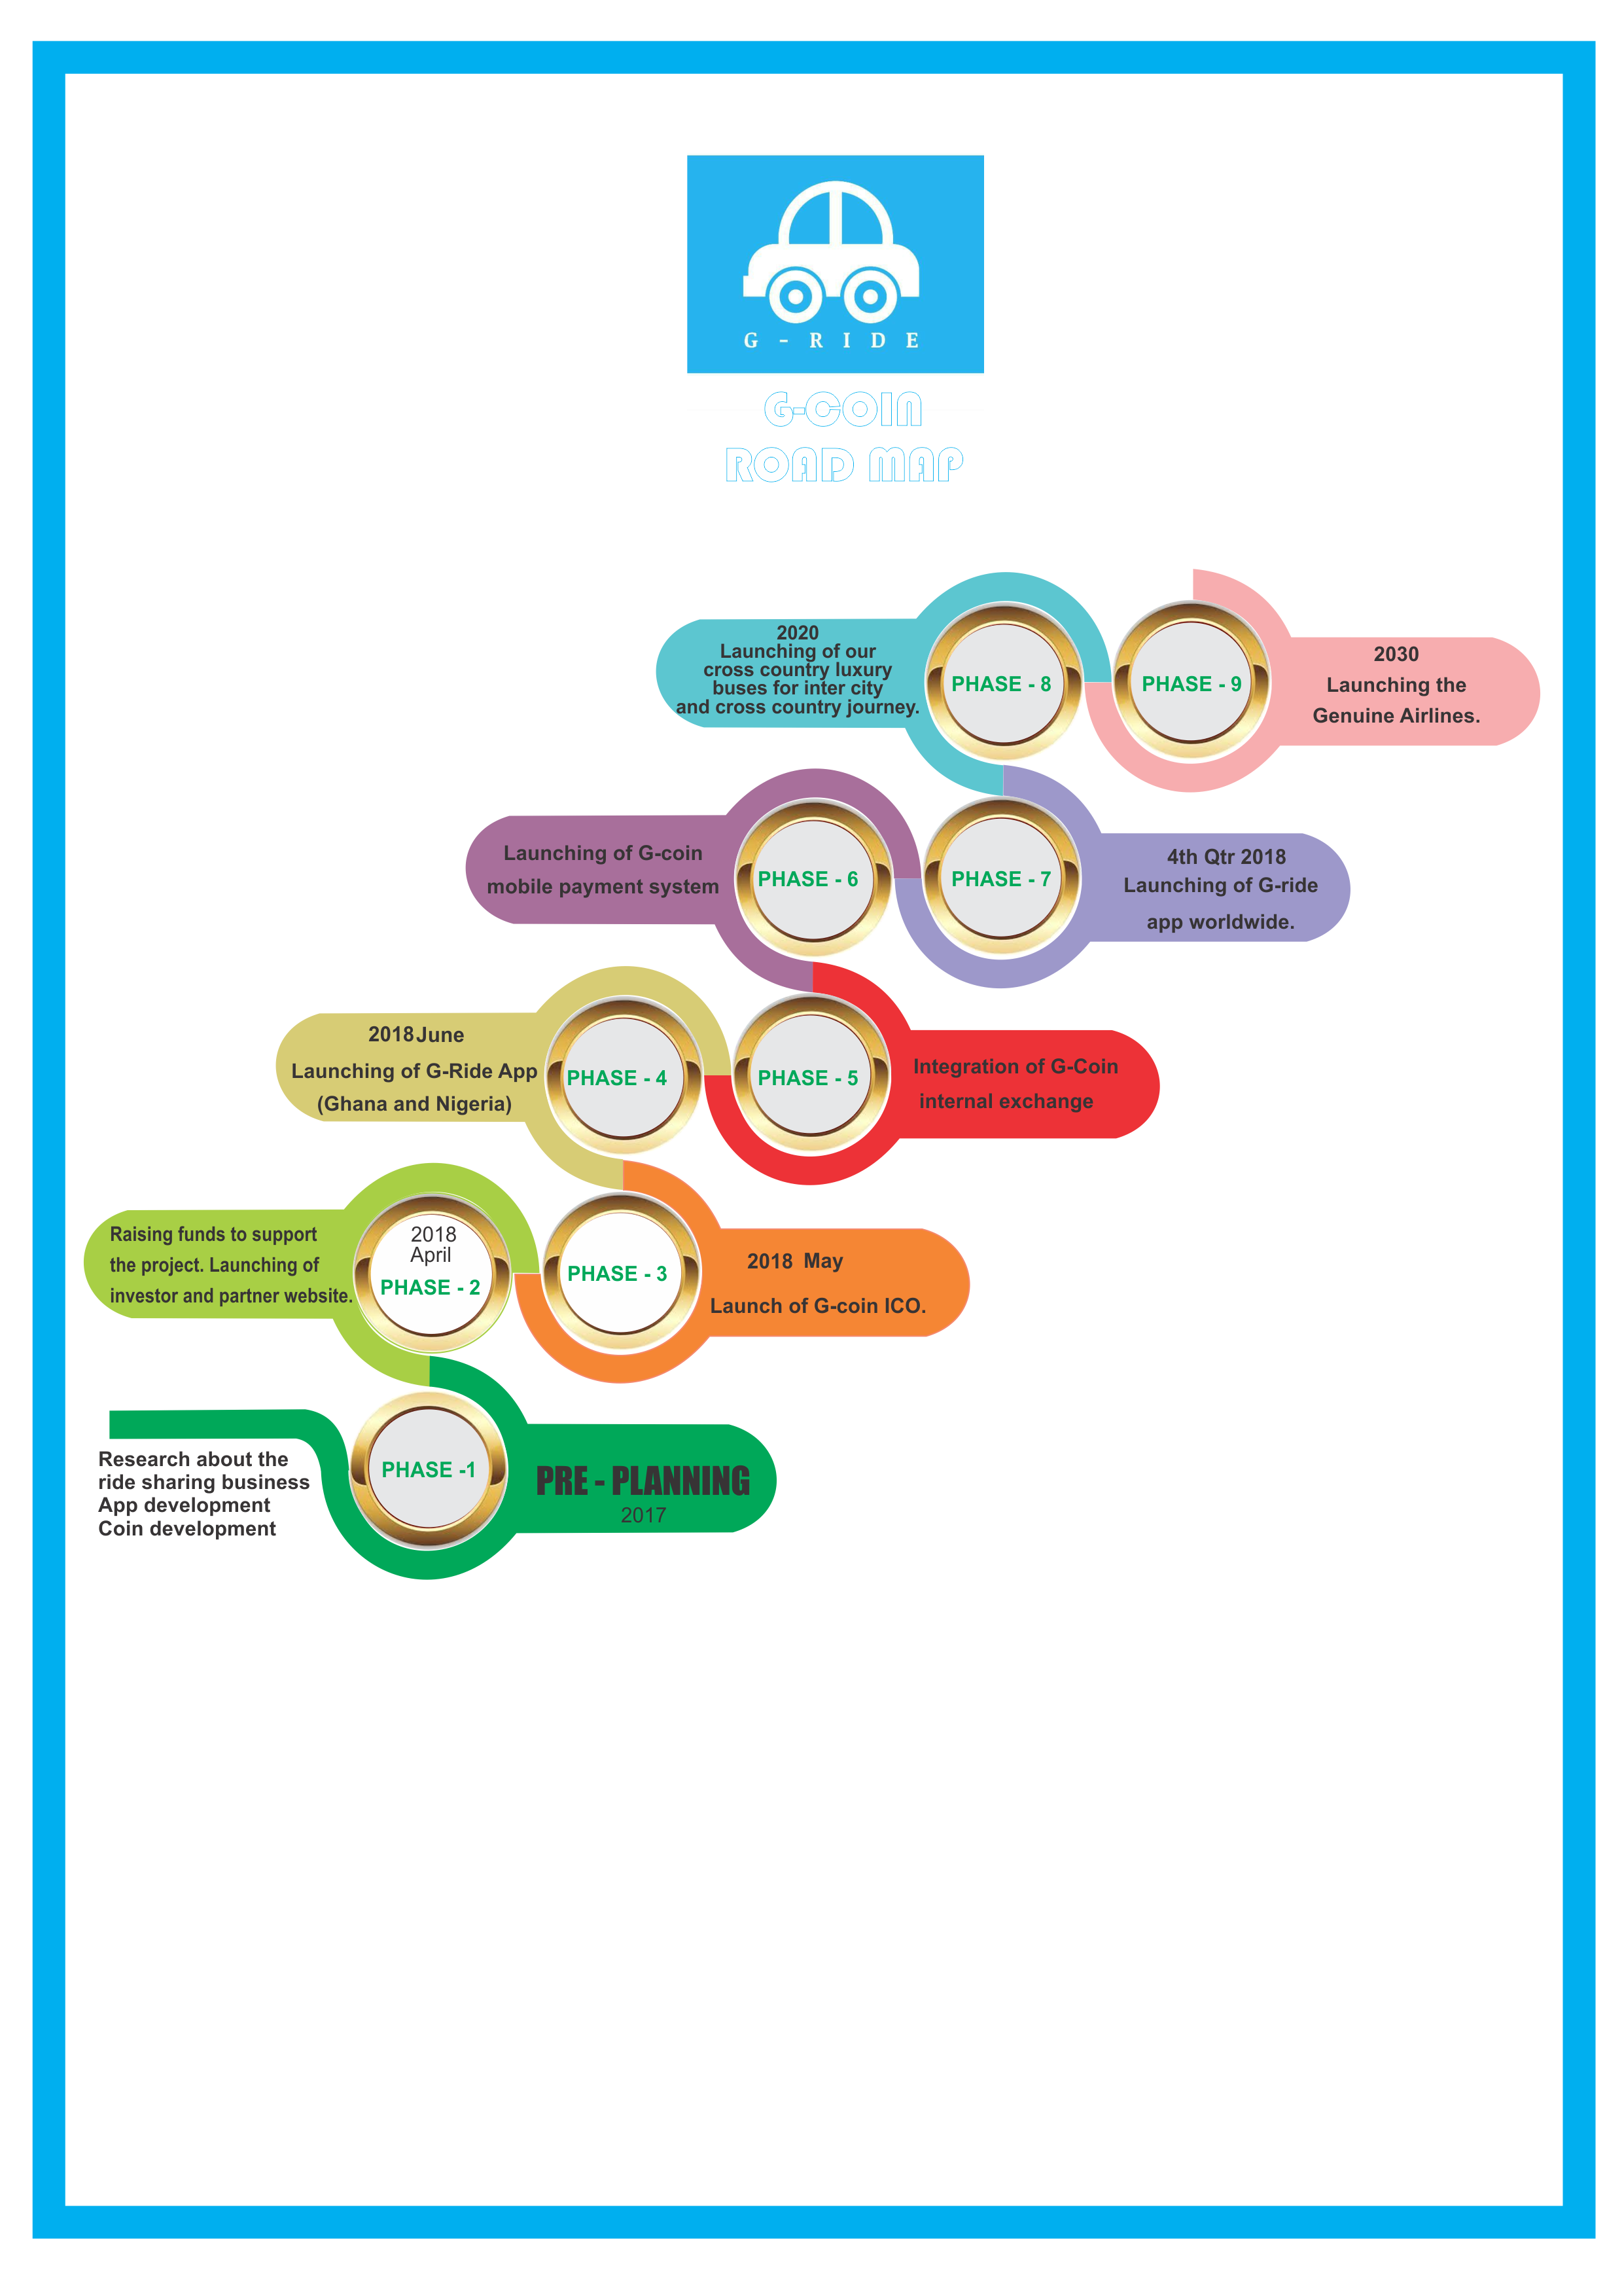 G - RIDE
G-COIN
ROAD MAP
2020
Launching of our
cross country luxury
buses for inter city
and cross country journey.
PHASE - 8
PHASE - 9
2030
Launching the
Genuine Airlines.
Launching of G-coin
mobile payment system
PHASE - 6
PHASE - 7
4th Qtr 2018
Launching of G-ride
app worldwide.
2018 June
Launching of G-Ride App
(Ghana and Nigeria)
PHASE - 4
PHASE - 5
Integration of G-Coin
internal exchange
Raising funds to support
the project. Launching of
investor and partner website.
2018
April
PHASE - 2
PHASE - 3
2018 May
Launch of G-coin ICO.
Research about the
ride sharing business
App development
Coin development
PHASE -1
PRE - PLANNING
2017